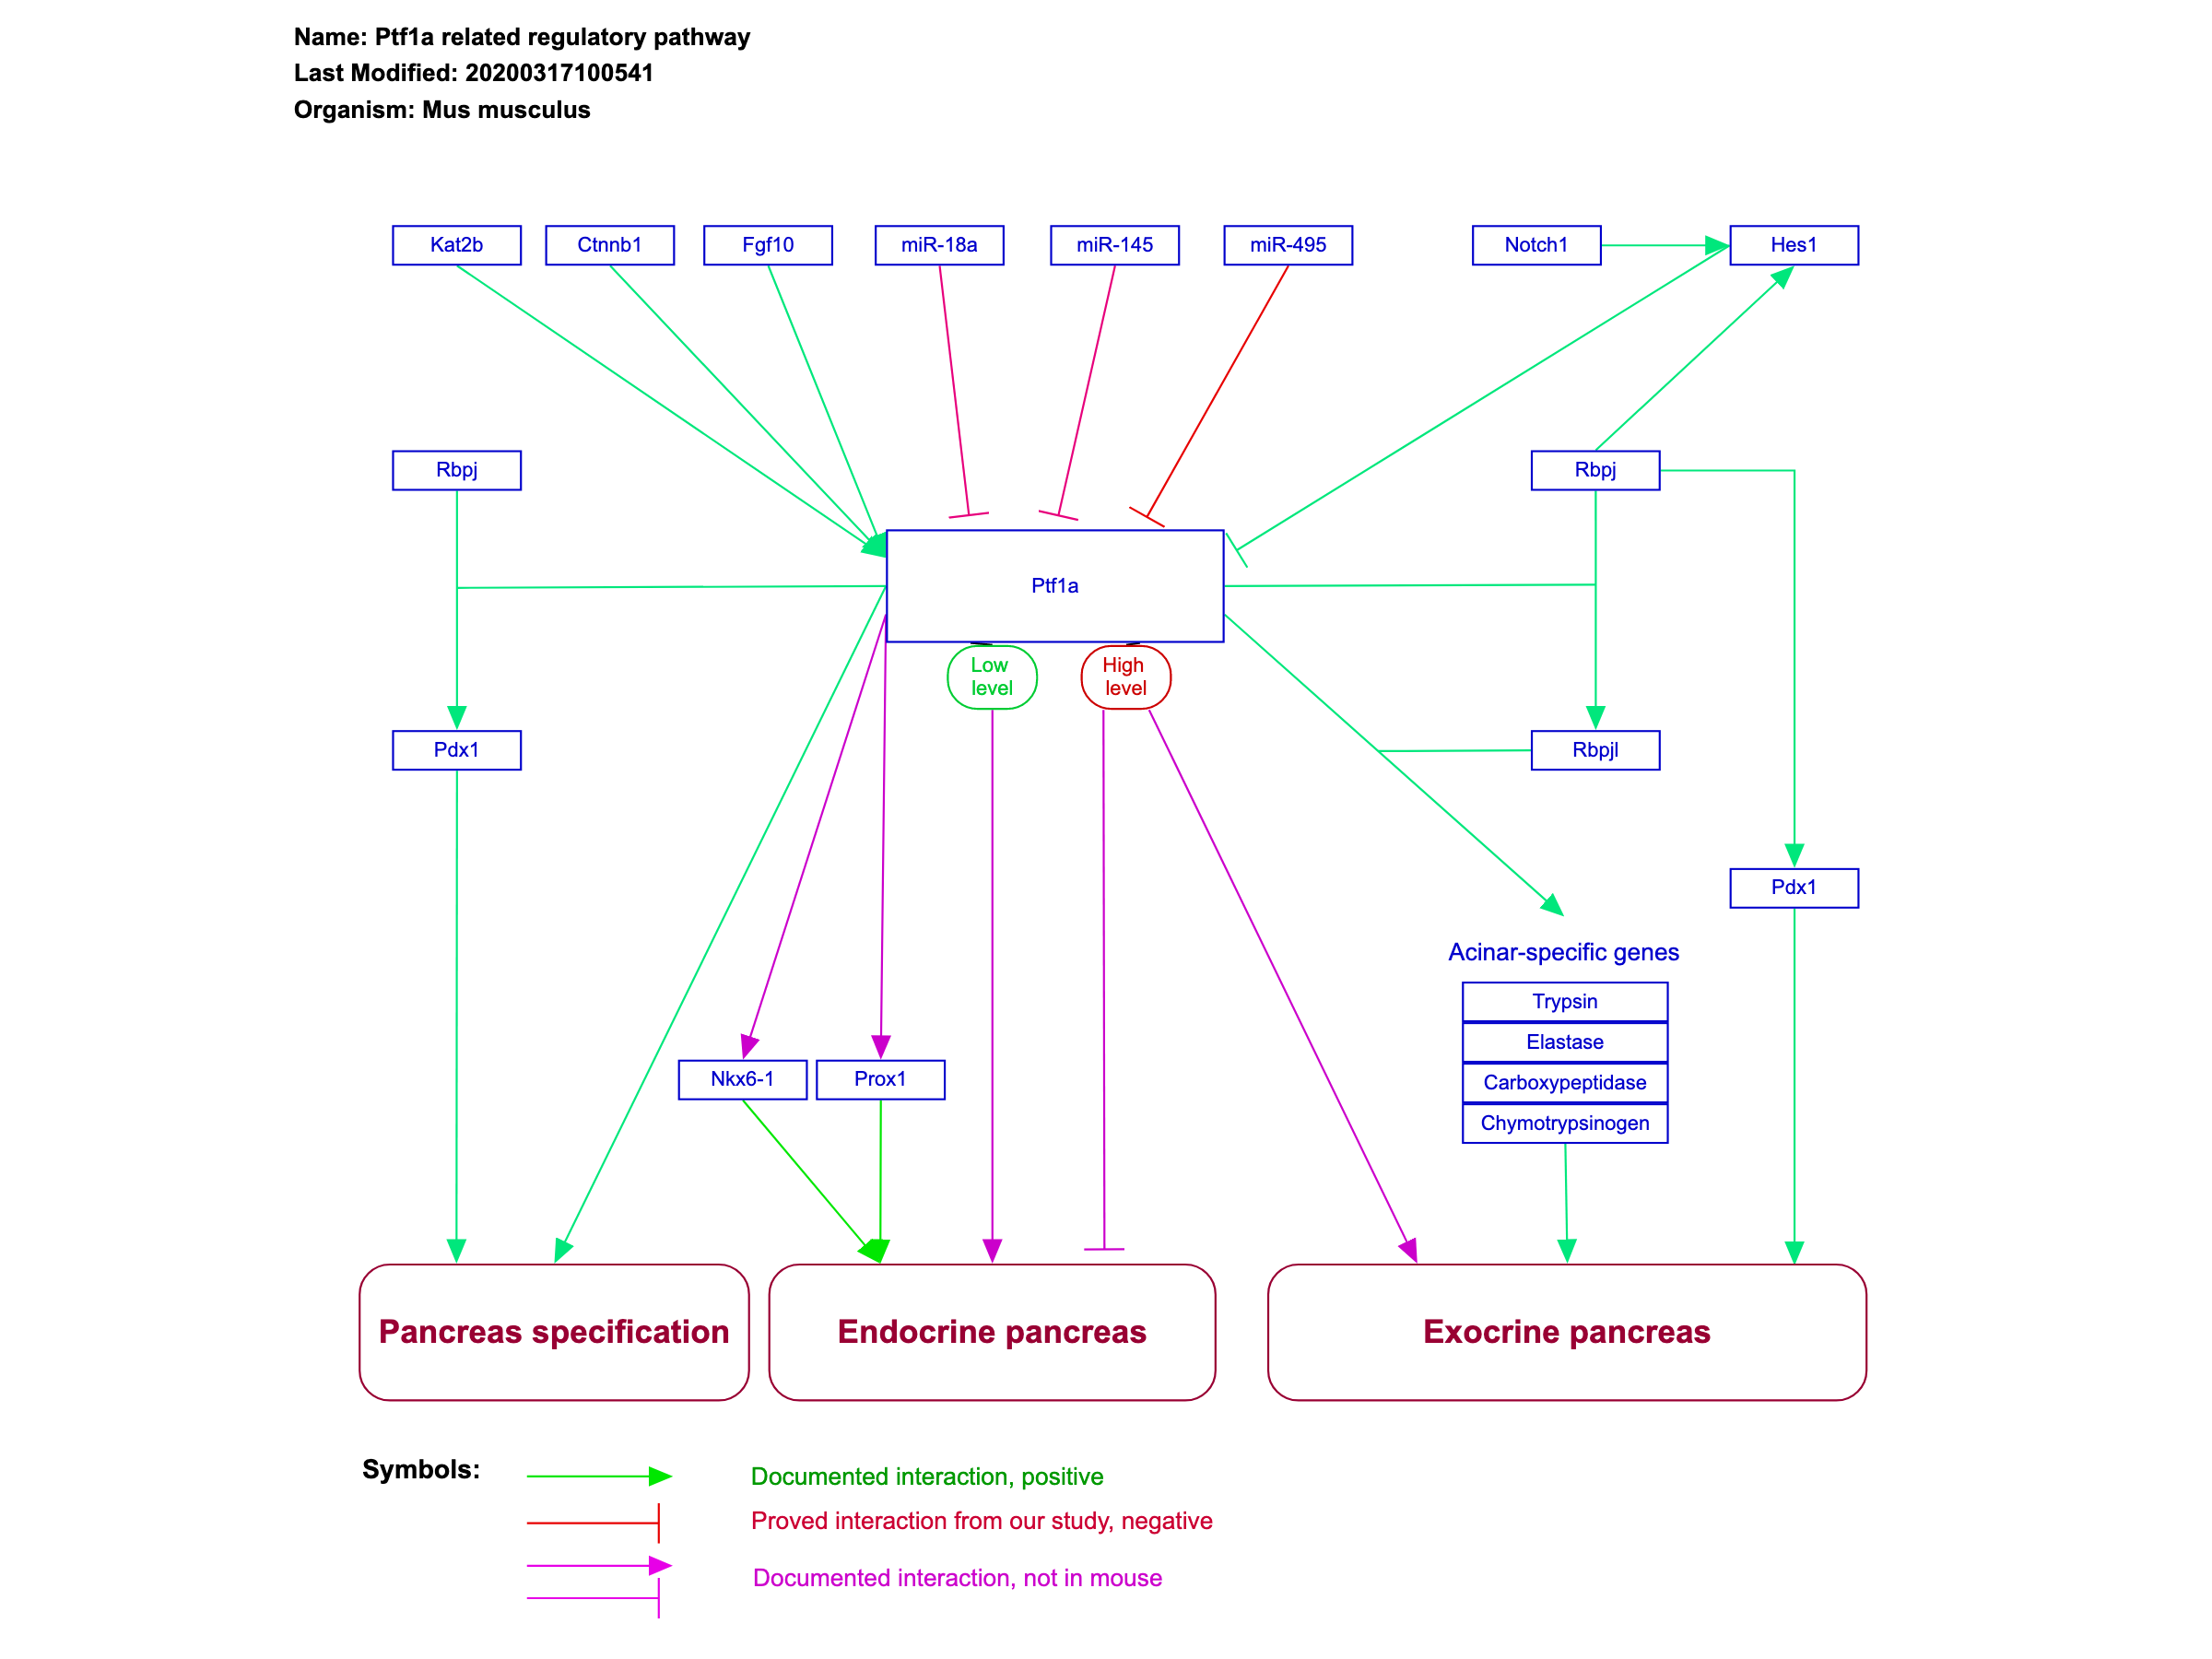 Name: Ptf1a related regulatory pathway
Last Modified: 20200317100541
Organism: Mus musculus
Kat2b
Ctnnb1
Fgf10
miR-18a
miR-145
miR-495
Notch1
Hes1
Rbpj
Rbpj
Ptf1a
Low
level
High
level
Pdx1
Rbpjl
Pdx1
Acinar-specific genes
Trypsin
Elastase
Carboxypeptidase
Chymotrypsinogen
Nkx6-1
Prox1
Pancreas specification
Endocrine pancreas
Exocrine pancreas
Symbols:
Documented interaction, positive
Proved interaction from our study, negative
Documented interaction, not in mouse